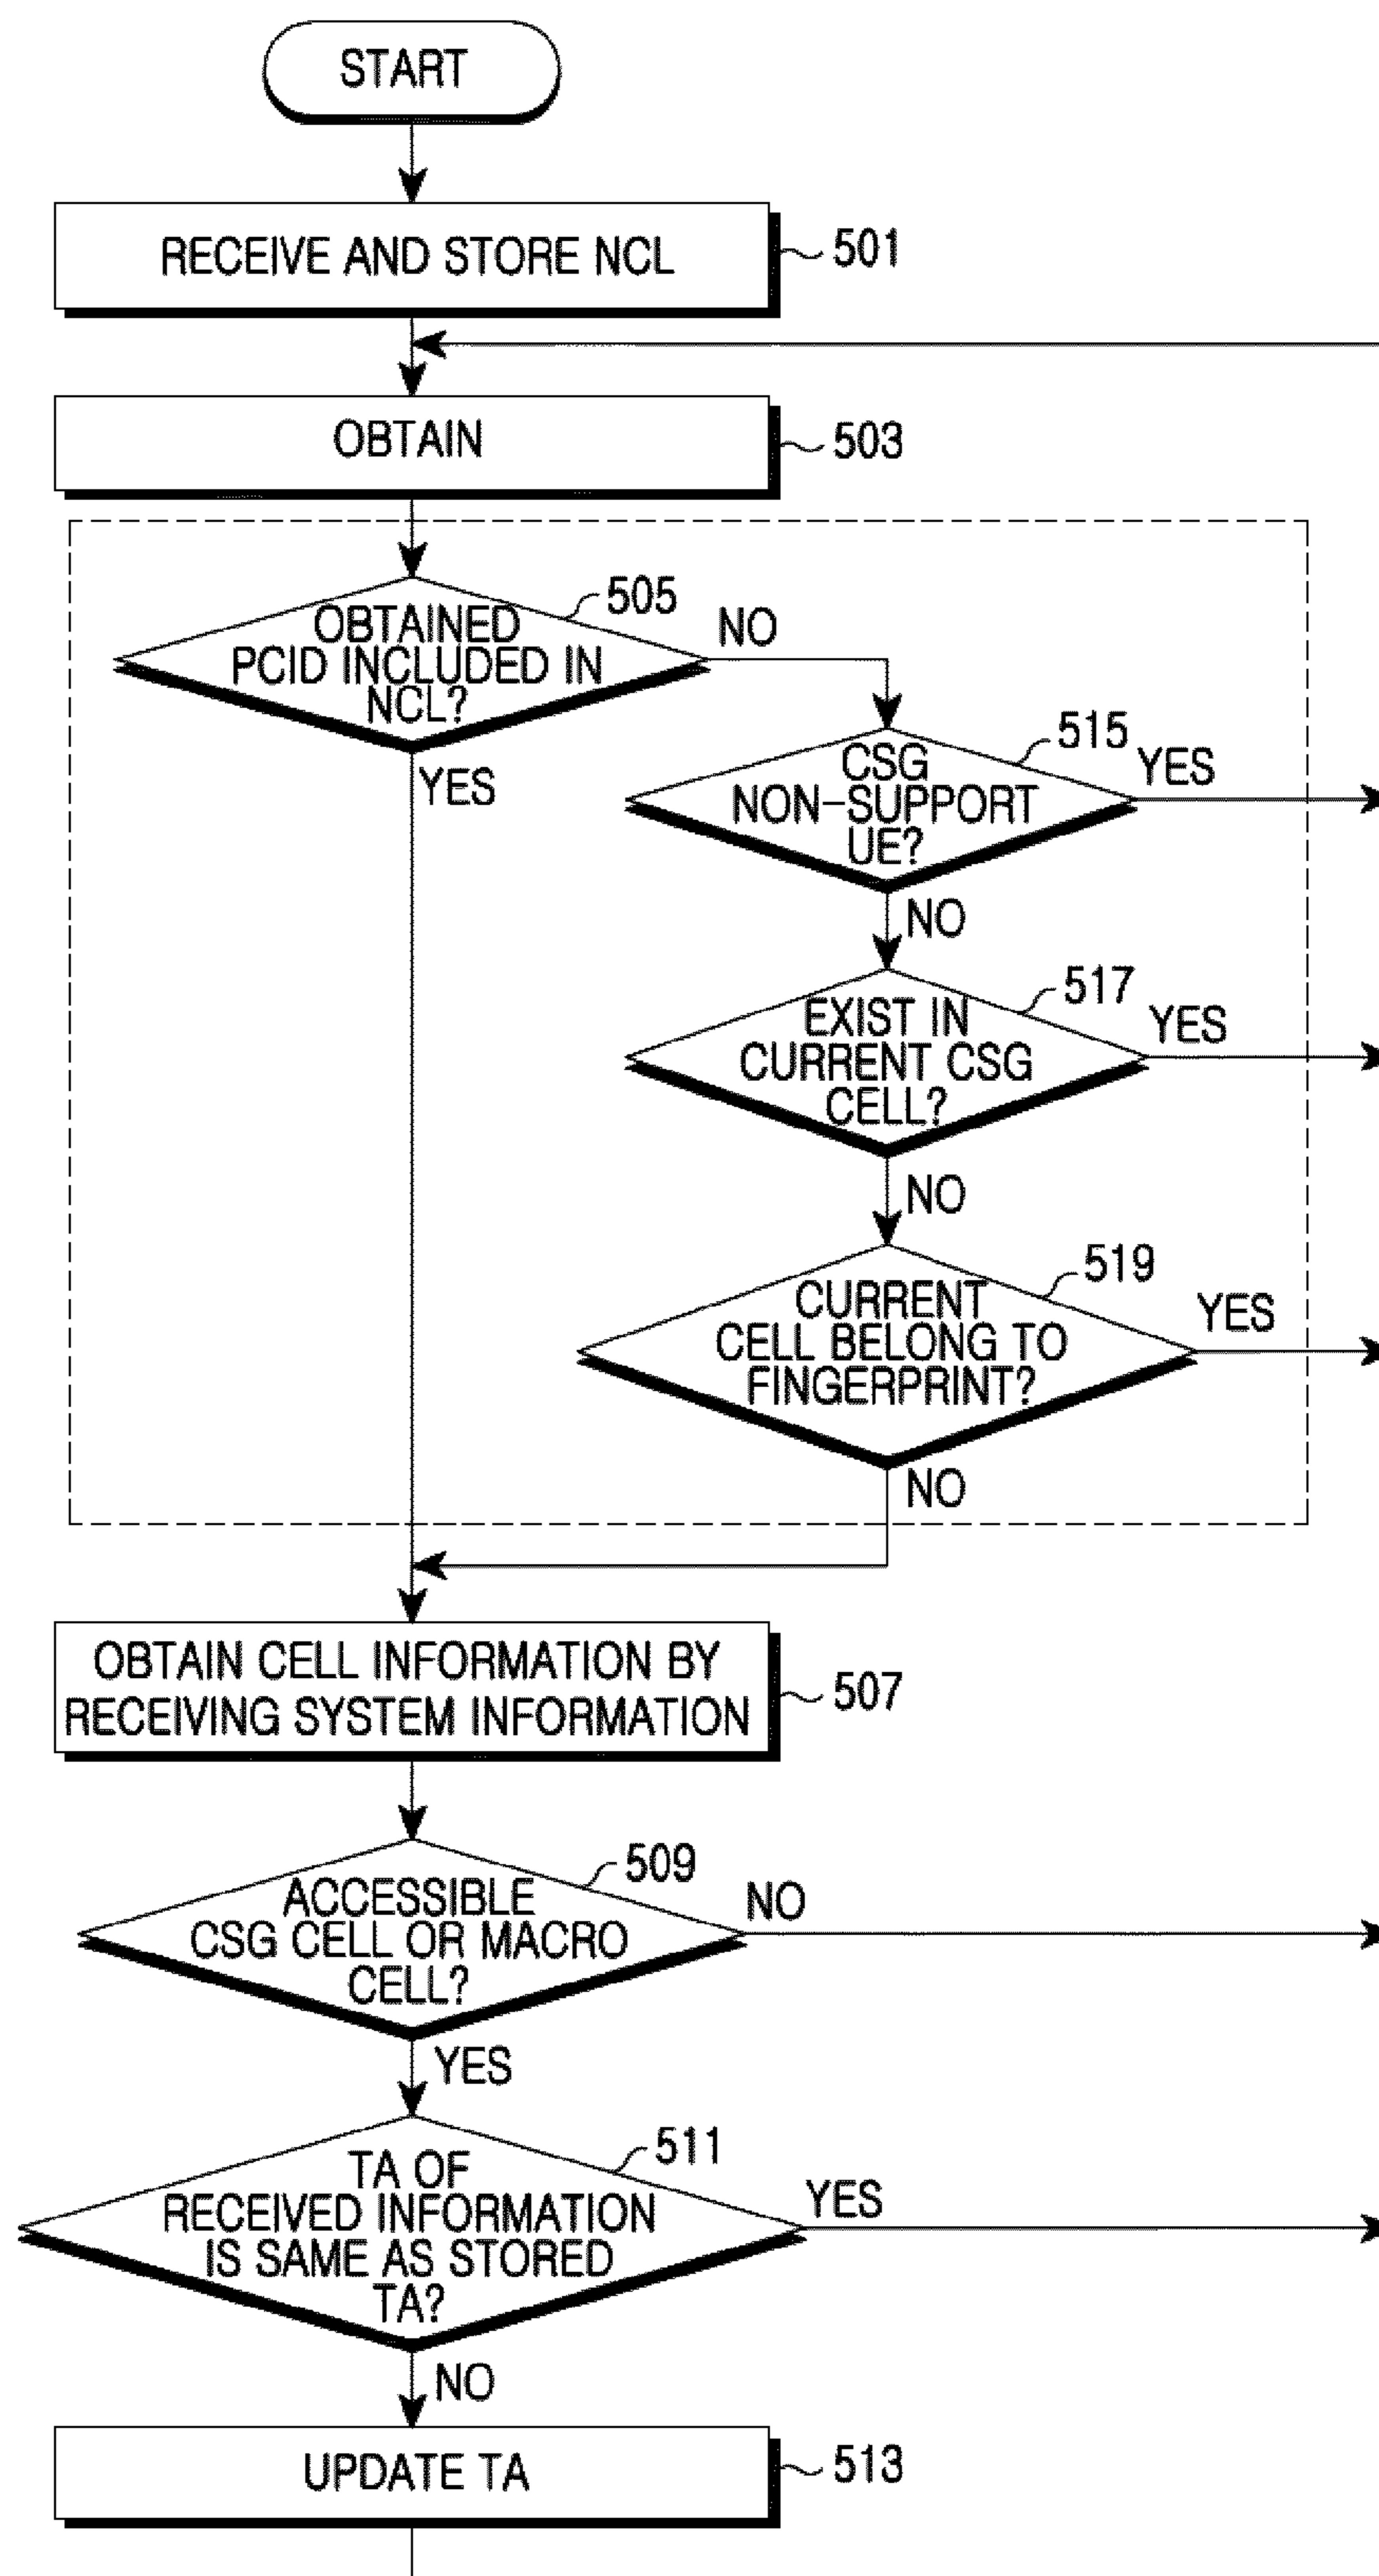 START
RECEIVE AND STORE NCL
501
OBTAIN
503
OBTAINED
PCID INCLUDED IN
NCL?
505
NO
YES
CSG
NON-SUPPORT
UE?
515
YES
NO
EXIST IN
CURRENT CSG
CELL?
517
YES
NO
CURRENT
CELL BELONG TO
FINGERPRINT?
519
YES
NO
OBTAIN CELL INFORMATION BY
RECEIVING SYSTEM INFORMATION
507
ACCESSIBLE
CSG CELL OR MACRO
CELL?
509
NO
YES
TA OF
RECEIVED INFORMATION
IS SAME AS STORED
TA?
511
YES
NO
UPDATE TA
513